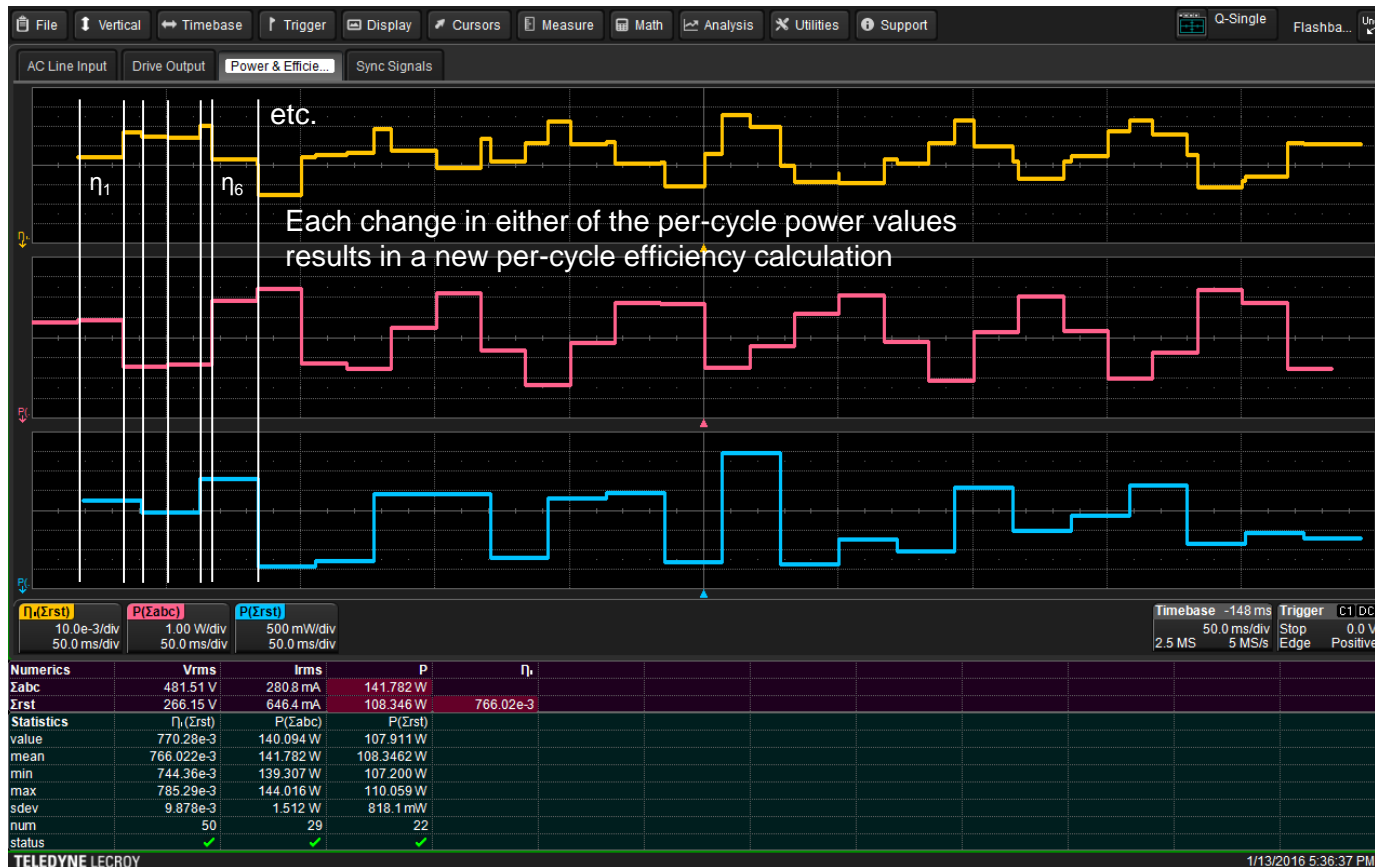 File Vertical Timebase Trigger Display Cursors Measure Math Analysis Utilities Support Q-Single Flashba...
AC Line Input Drive Output Power & Efficie... Sync Signals
etc.
η1 η6
Each change in either of the per-cycle power values
results in a new per-cycle efficiency calculation
η(Σrst) P(Σabc) P(Σrst) Timebase -148 ms Trigger C1 DC
10.0e-3/div 1.00 W/div 500 mW/div 50.0 ms/div Stop 0.0 V
50.0 ms/div 50.0 ms/div 50.0 ms/div 2.5 MS 5 MS/s Edge Positive
Numerics Vrms Irms P η
Σabc 481.51 V 280.8 mA 141.782 W
Σrst 266.15 V 646.4 mA 108.346 W 766.02e-3
Statistics η(Σrst) P(Σabc) P(Σrst)
value 770.28e-3 140.094 W 107.911 W
mean 766.022e-3 141.782 W 108.3462 W
min 744.36e-3 139.307 W 107.200 W
max 785.29e-3 144.016 W 110.059 W
sdev 9.878e-3 1.512 W 818.1 mW
num 50 29 22
status
TELEDYNE LECROY 1/13/2016 5:36:37 PM